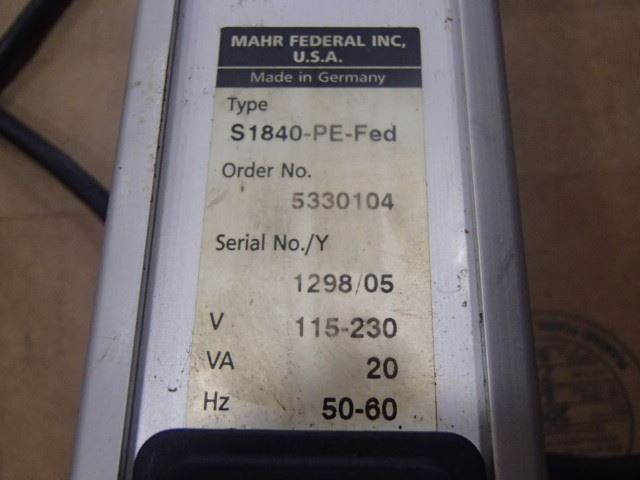 MAHR FEDERAL INC,
U.S.A.
Made in Germany
Type
S1840-PE-Fed
Order No.
5330104
Serial No./Y
1298/05
V 115-230
VA 20
Hz 50-60